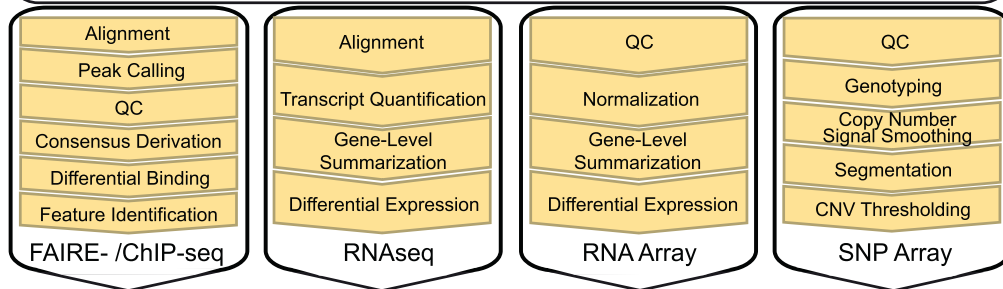 Alignment
Peak Calling
QC
Consensus Derivation
Differential Binding
Feature Identification
FAIRE- /ChIP-seq
Alignment
Transcript Quantification
Gene-Level
Summarization
Differential Expression
RNAseq
QC
Normalization
Gene-Level
Summarization
Differential Expression
RNA Array
QC
Genotyping
Copy Number
Signal Smoothing
Segmentation
CNV Thresholding
SNP Array